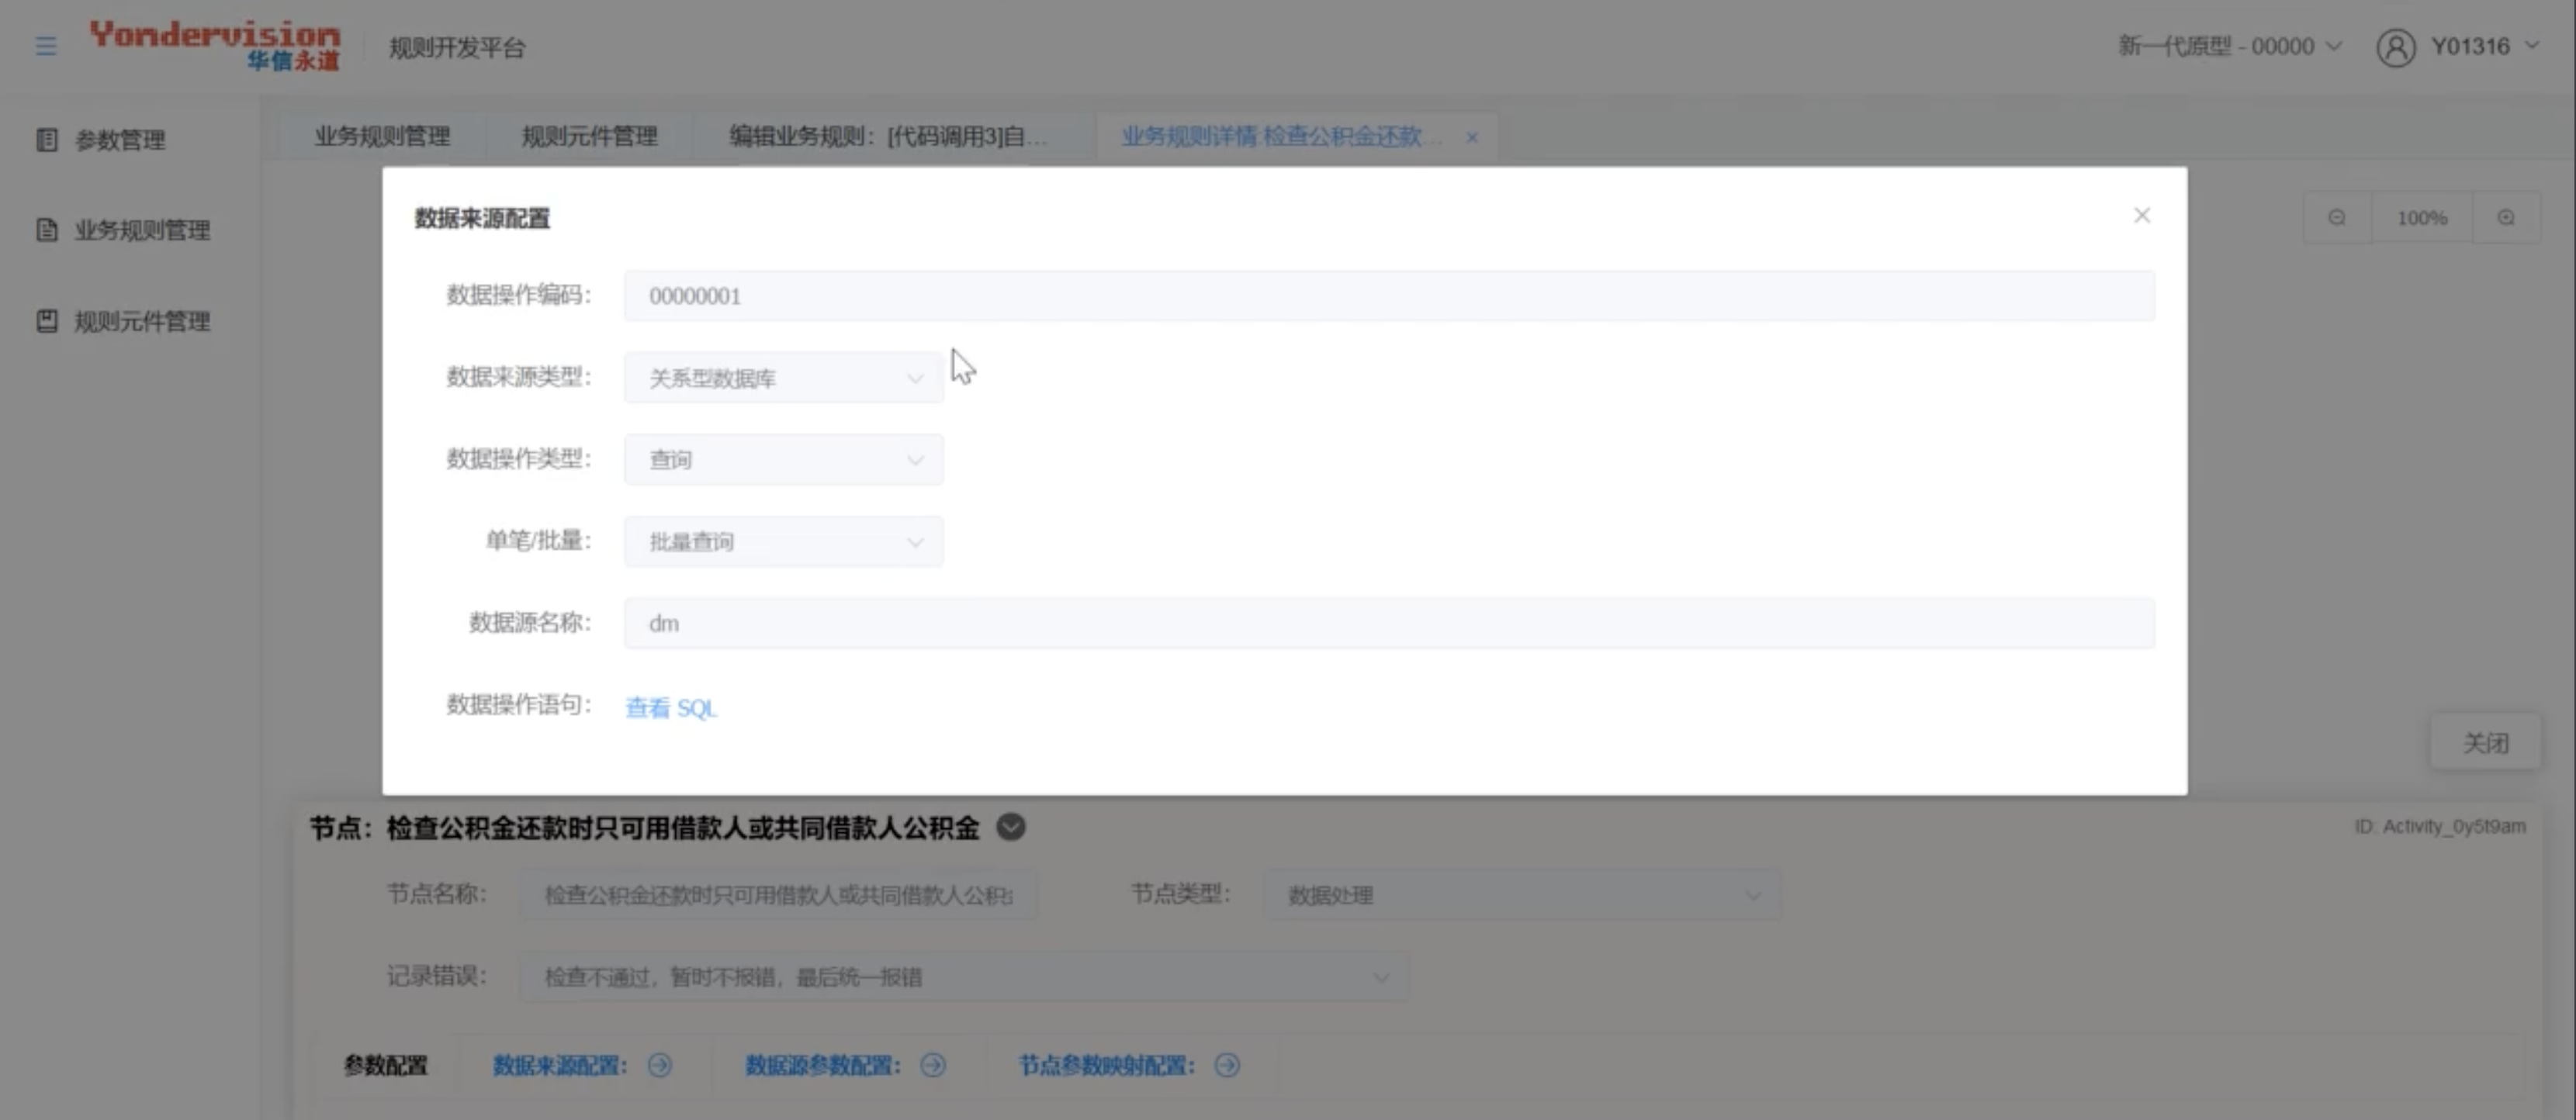 Yondervision
华信永道
规则开发平台
新一代原型 - 00000
Y01316
参数管理
业务规则管理
规则元件管理
业务规则管理
规则元件管理
编辑业务规则：[代码调用3]自...
业务规则详情:检查公积金还款...
100%
数据来源配置
数据操作编码：
00000001
数据来源类型：
关系型数据库
数据操作类型：
查询
单笔/批量：
批量查询
数据源名称：
dm
数据操作语句：
查看 SQL
关闭
节点：检查公积金还款时只可用借款人或共同借款人公积金
ID: Activity_0y5t9am
节点名称：
检查公积金还款时只可用借款人或共同借款人公积
节点类型：
数据处理
记录错误：
检查不通过，暂时不报错，最后统一报错
参数配置
数据来源配置：
数据源参数配置：
节点参数映射配置：